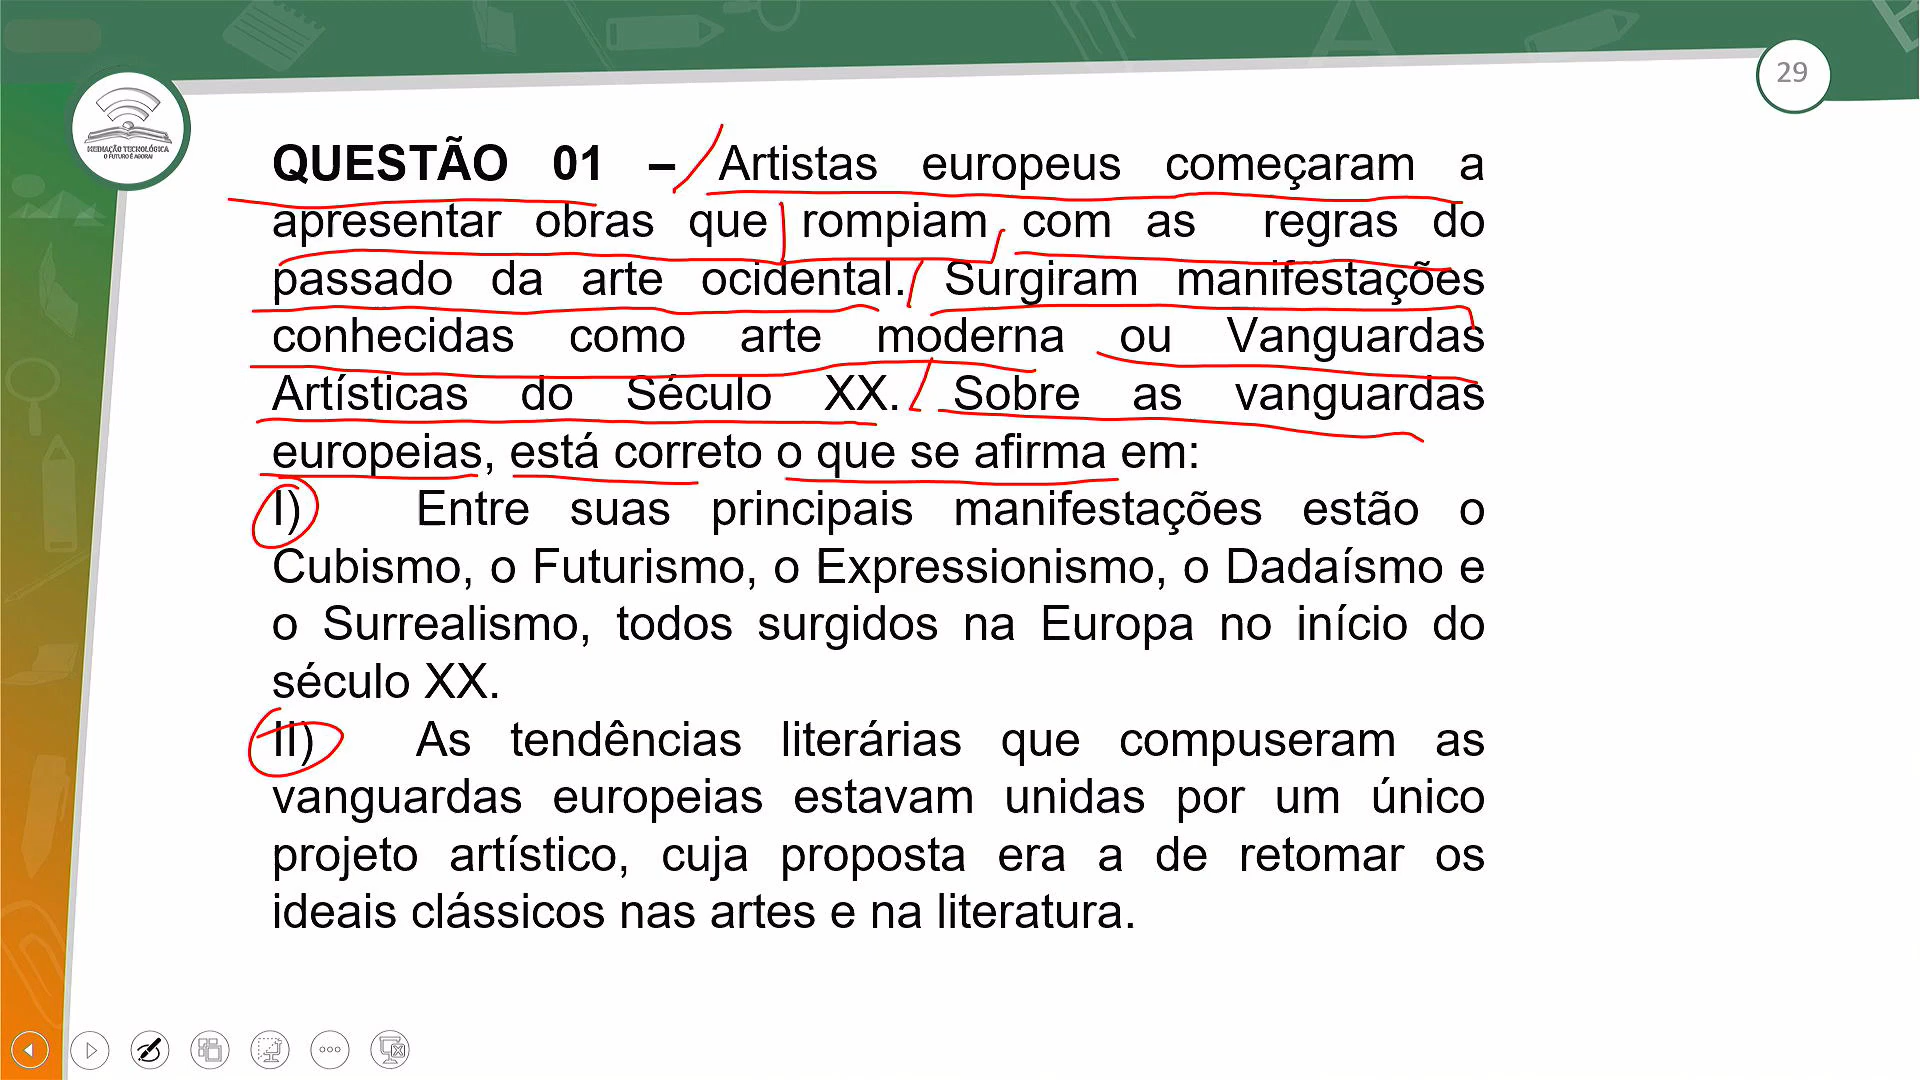 29
MEDIAÇÃO TECNOLÓGICA
O FUTURO É AGORA!
QUESTÃO 01 – Artistas europeus começaram a
apresentar obras que rompiam com as regras do
passado da arte ocidental. Surgiram manifestações
conhecidas como arte moderna ou Vanguardas
Artísticas do Século XX. Sobre as vanguardas
europeias, está correto o que se afirma em:
I) Entre suas principais manifestações estão o
Cubismo, o Futurismo, o Expressionismo, o Dadaísmo e
o Surrealismo, todos surgidos na Europa no início do
século XX.
II) As tendências literárias que compuseram as
vanguardas europeias estavam unidas por um único
projeto artístico, cuja proposta era a de retomar os
ideais clássicos nas artes e na literatura.